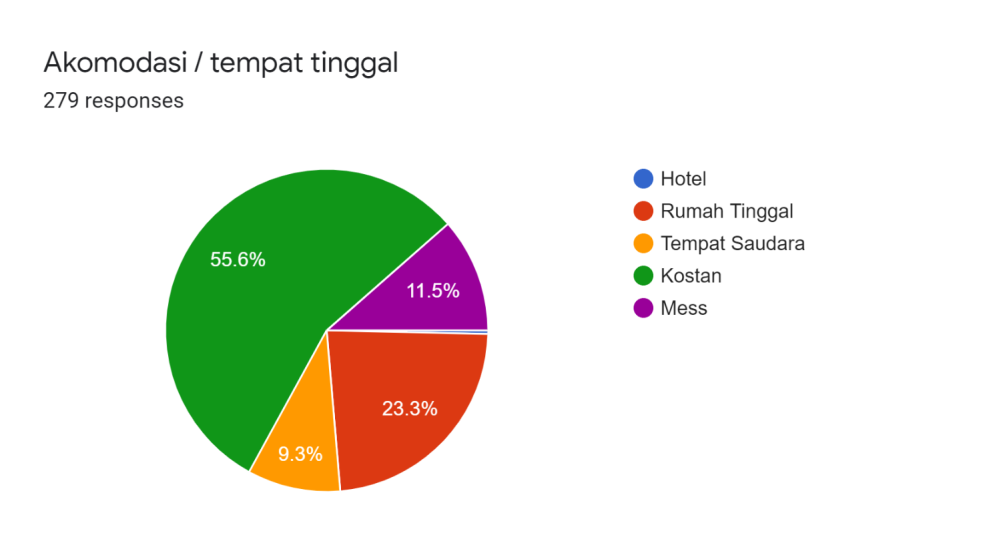 Akomodasi / tempat tinggal
279 responses
55.6%
11.5%
23.3%
9.3%
Hotel
Rumah Tinggal
Tempat Saudara
Kostan
Mess